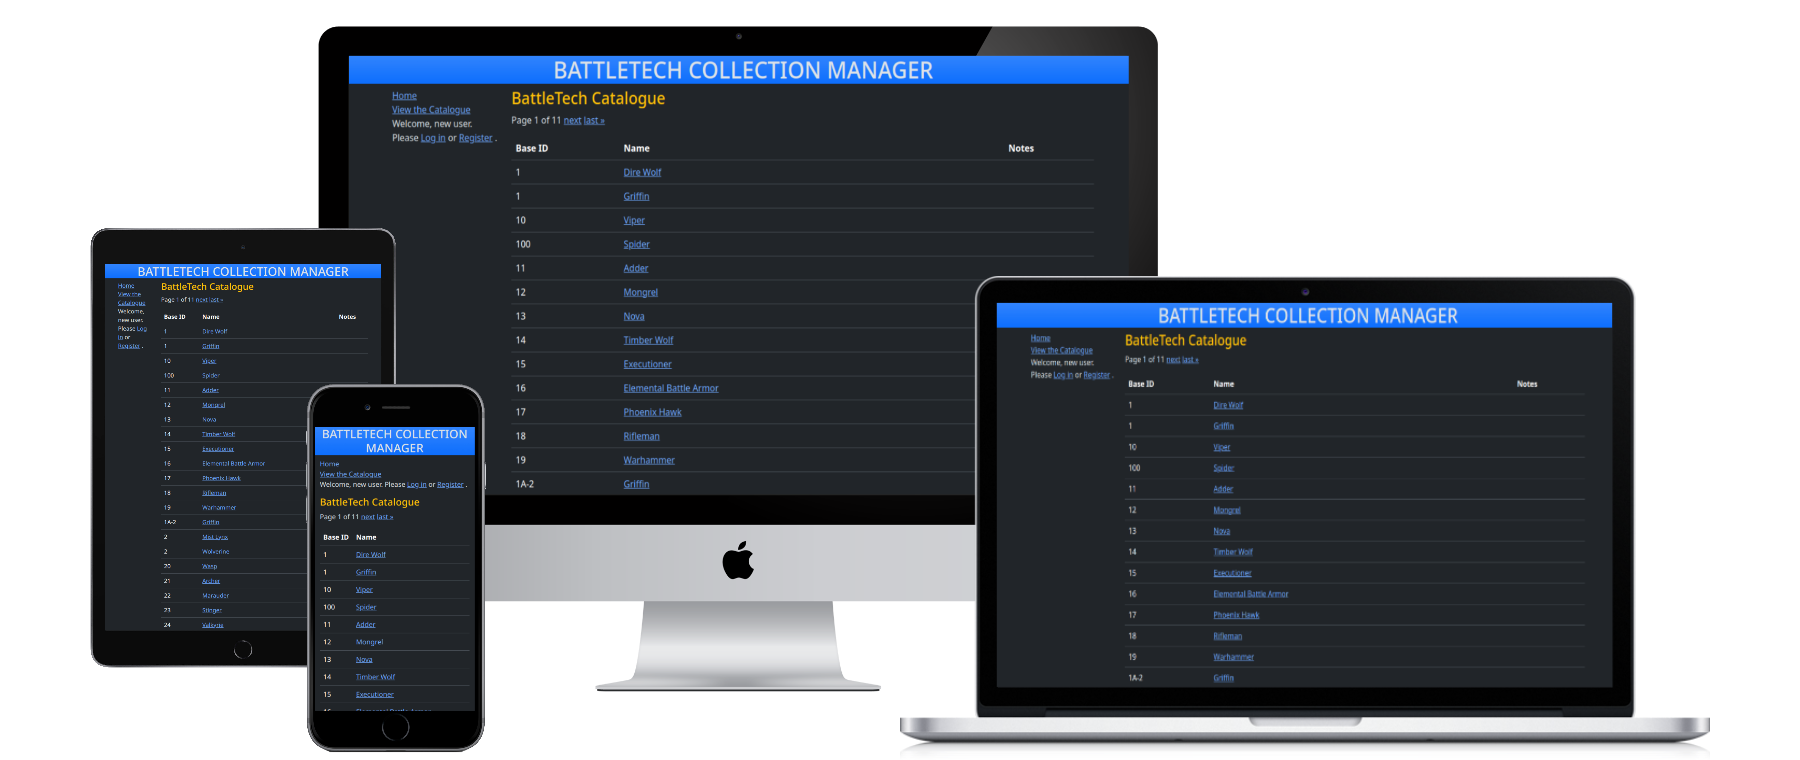 BATTLETECH COLLECTION MANAGER
Home
View the Catalogue
Welcome, new user.
Please Log in or Register .
BattleTech Catalogue
Page 1 of 11 next last »
Base ID Name Notes
1 Dire Wolf
1 Griffin
10 Viper
100 Spider
11 Adder
12 Mongrel
13 Nova
14 Timber Wolf
15 Executioner
16 Elemental Battle Armor
17 Phoenix Hawk
18 Rifleman
19 Warhammer
1A-2 Griffin
BATTLETECH COLLECTION MANAGER
Home
View the
Catalogue
Welcome,
new user.
Please Log
in or
Register .
BattleTech Catalogue
Page 1 of 11 next last »
Base ID Name Notes
1 Dire Wolf
1 Griffin
10 Viper
100 Spider
11 Adder
12 Mongrel
13 Nova
14 Timber Wolf
15 Executioner
16 Elemental Battle Armor
17 Phoenix Hawk
18 Rifleman
19 Warhammer
1A-2 Griffin
2 Mist Lynx
2 Wolverine
20 Wasp
21 Archer
22 Marauder
23 Stinger
24 Valkyrie
BATTLETECH COLLECTION
MANAGER
Home
View the Catalogue
Welcome, new user. Please Log in or Register .
BattleTech Catalogue
Page 1 of 11 next last »
Base ID Name
1 Dire Wolf
1 Griffin
10 Viper
100 Spider
11 Adder
12 Mongrel
13 Nova
14 Timber Wolf
15 Executioner
BATTLETECH COLLECTION MANAGER
Home
View the Catalogue
Welcome, new user.
Please Log in or Register .
BattleTech Catalogue
Page 1 of 11 next last »
Base ID Name Notes
1 Dire Wolf
1 Griffin
10 Viper
100 Spider
11 Adder
12 Mongrel
13 Nova
14 Timber Wolf
15 Executioner
16 Elemental Battle Armor
17 Phoenix Hawk
18 Rifleman
19 Warhammer
1A-2 Griffin